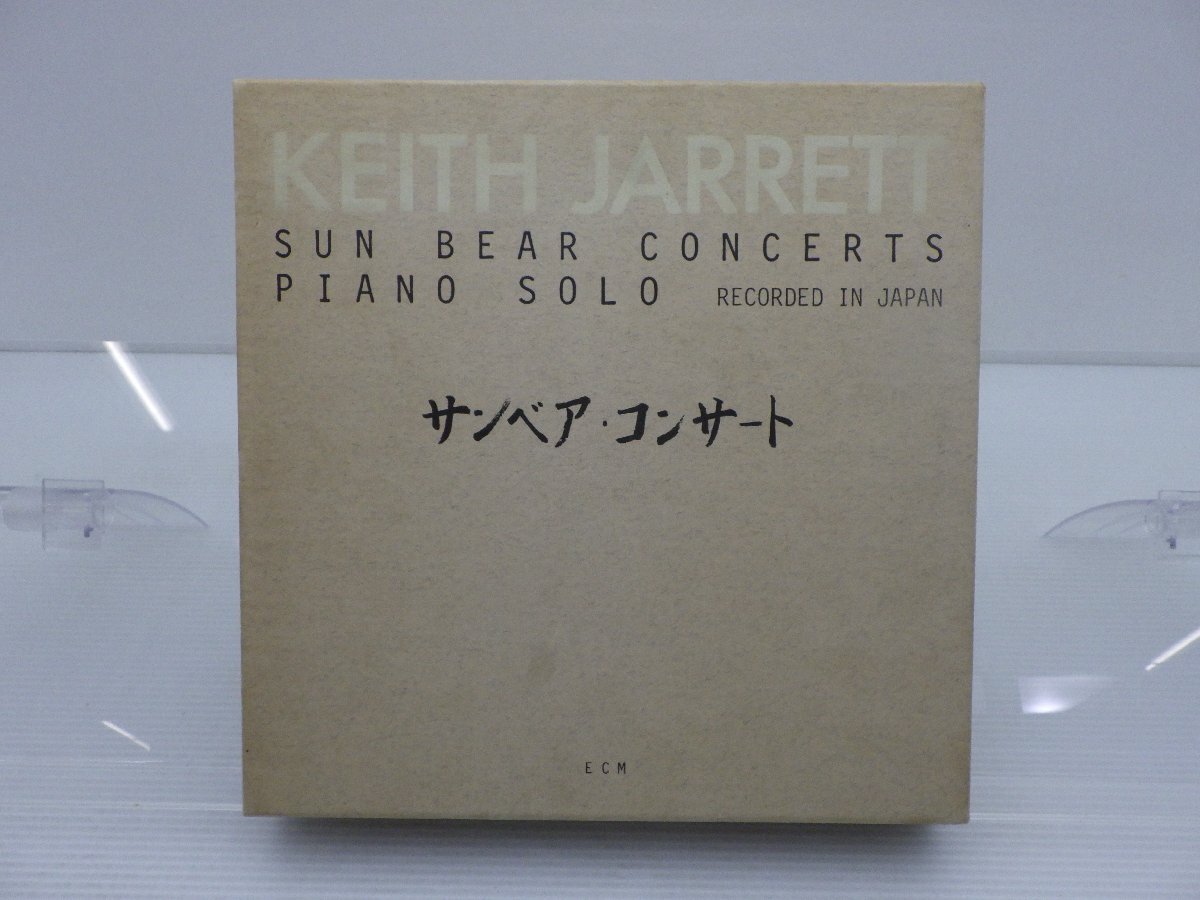 KEITH JARRETT
SUN BEAR CONCERTS
PIANO SOLO RECORDED IN JAPAN
サンベア・コンサート
ECM